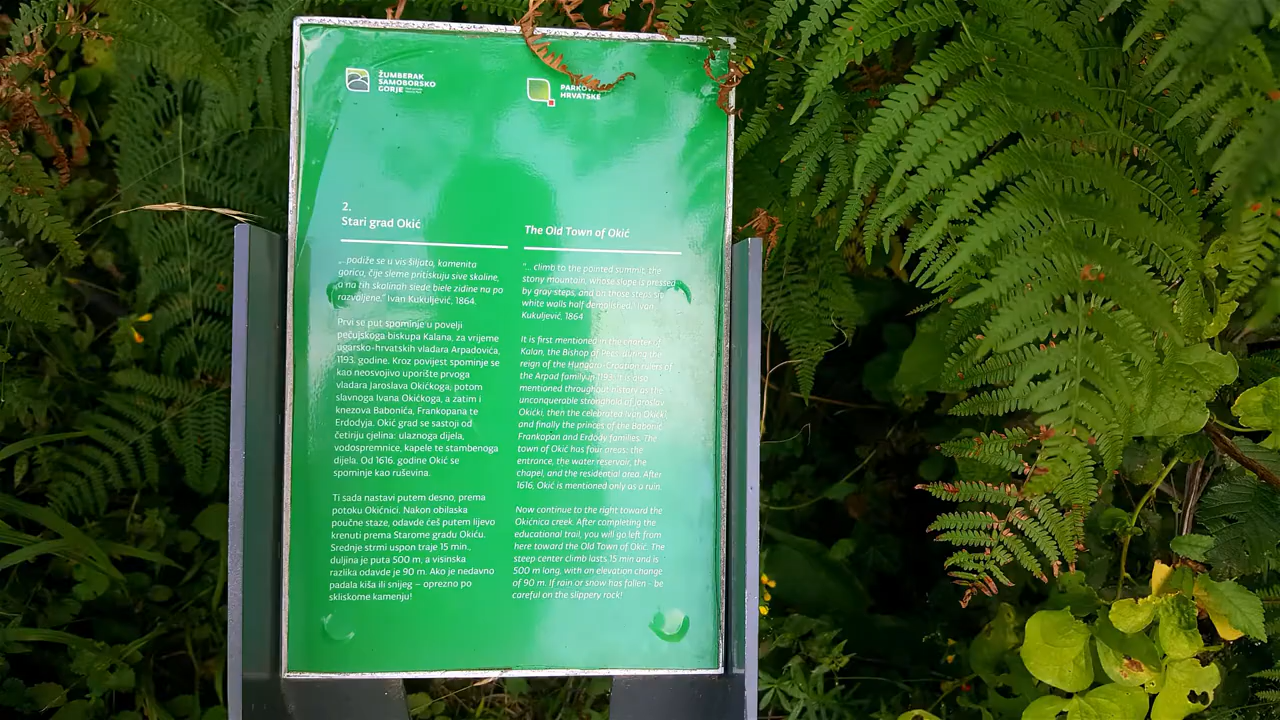 ŽUMBERAK
SAMOBORSKO
GORJE
PARKOVI
HRVATSKE
2.
Stari grad Okić
„...podiže se u vis šiljata, kamenita
gorica, čije sleme pritiskuju sive skaline,
a na tih skalinah siede biele zidine na po
razvaljene,” Ivan Kukuljević, 1864.
Prvi se put spominje u povelji
pečujskoga biskupa Kalana, za vrijeme
ugarsko-hrvatskih vladara Arpadovića,
1193. godine. Kroz povijest spominje se
kao neosvojivo uporište prvoga
vladara Jaroslava Okićkoga, potom
slavnoga Ivana Okićkoga, a zatim i
knezova Babonića, Frankopana te
Erdodyja. Okić grad se sastoji od
četiriju cjelina: ulaznoga dijela,
vodospremnice, kapele te stambenoga
dijela. Od 1616. godine Okić se
spominje kao ruševina.
Ti sada nastavi putem desno, prema
potoku Okićnici. Nakon obilaska
poučne staze, odavde ćeš putem lijevo
krenuti prema Starome gradu Okiću.
Srednje strmi uspon traje 15 min.,
duljina je puta 500 m, a visinska
razlika odavde je 90 m. Ako je nedavno
padala kiša ili snijeg – oprezno po
skliskome kamenju!
The Old Town of Okić
"... climb to the pointed summit, the
stony mountain, whose slope is pressed
by gray steps, and on those steps sit
white walls half demolished." Ivan
Kukuljević, 1864
It is first mentioned in the charter of
Kalan, the Bishop of Pecs, during the
reign of the Hungaro-Croatian rulers of
the Arpad family in 1193. It is also
mentioned throughout history as the
unconquerable stronghold of Jaroslav
Okićki, then the celebrated Ivan Okićki
and finally the princes of the Babonić,
Frankopan and Erdody families. The
town of Okić has four areas: the
entrance, the water reservoir, the
chapel, and the residential area. After
1616, Okić is mentioned only as a ruin.
Now continue to the right toward the
Okićnica creek. After completing the
educational trail, you will go left from
here toward the Old Town of Okić. The
steep center climb lasts 15 min and is
500 m long, with an elevation change
of 90 m. If rain or snow has fallen - be
careful on the slippery rock!